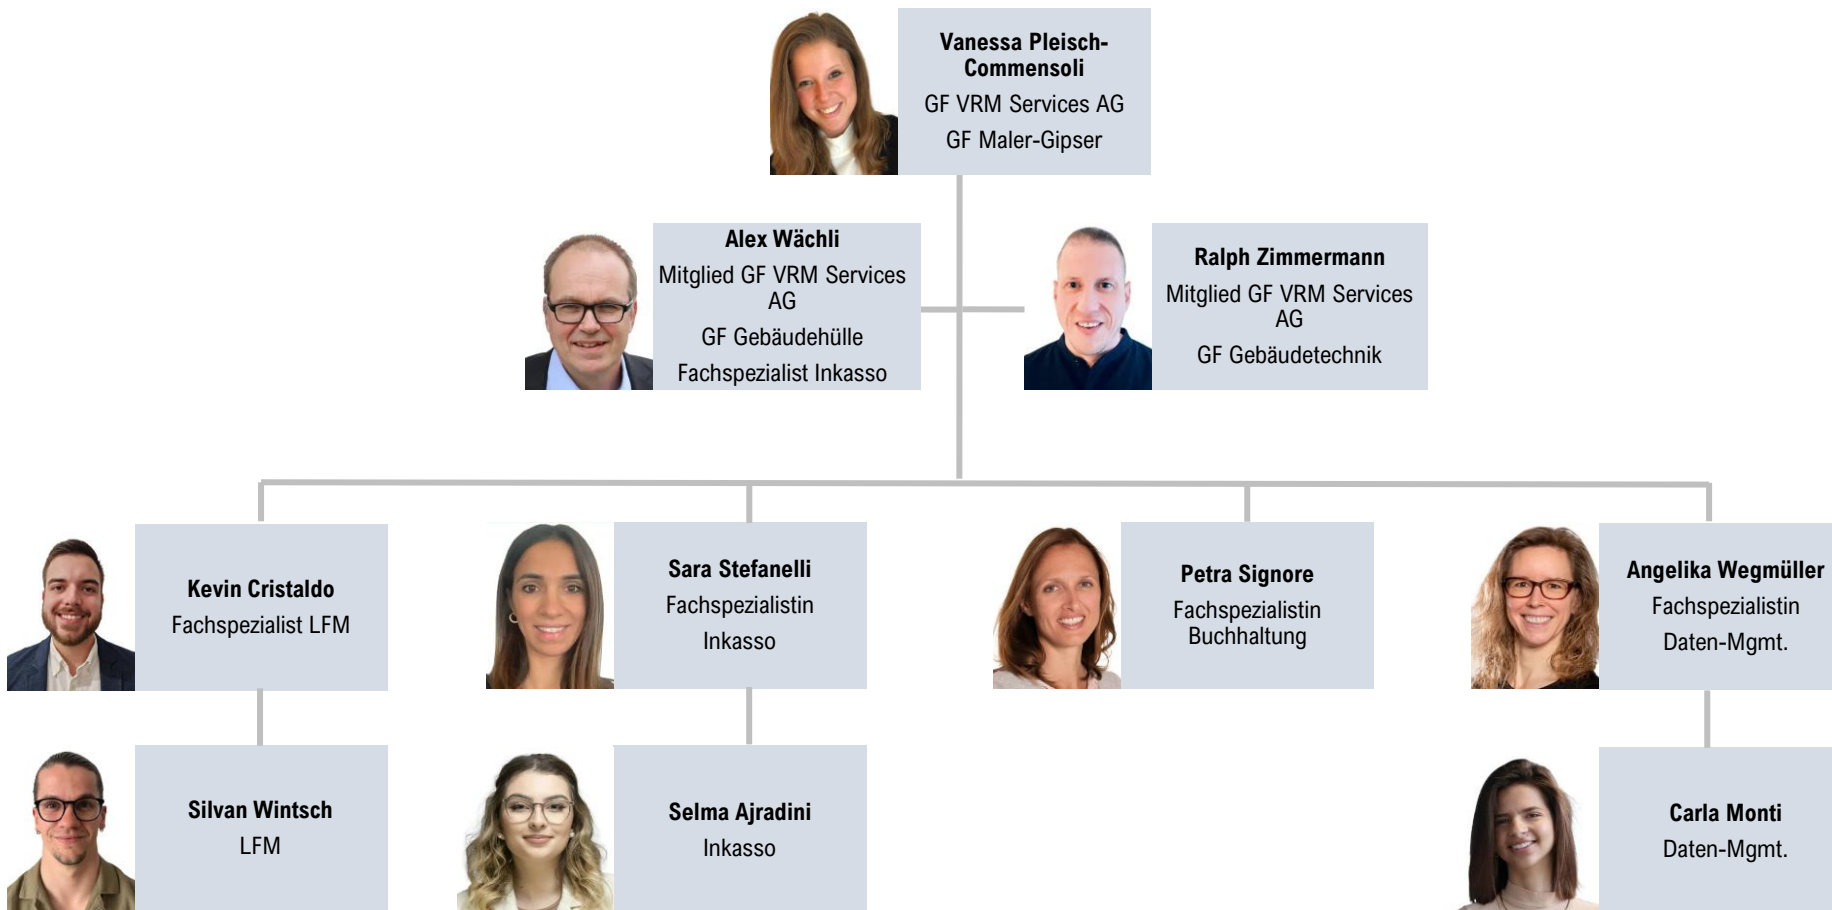 Vanessa Pleisch-
Commensoli
GF VRM Services AG
GF Maler-Gipser
Alex Wächli
Mitglied GF VRM Services
AG
GF Gebäudehülle
Fachspezialist Inkasso
Ralph Zimmermann
Mitglied GF VRM Services
AG
GF Gebäudetechnik
Kevin Cristaldo
Fachspezialist LFM
Sara Stefanelli
Fachspezialistin
Inkasso
Petra Signore
Fachspezialistin
Buchhaltung
Angelika Wegmüller
Fachspezialistin
Daten-Mgmt.
Silvan Wintsch
LFM
Selma Ajradini
Inkasso
Carla Monti
Daten-Mgmt.